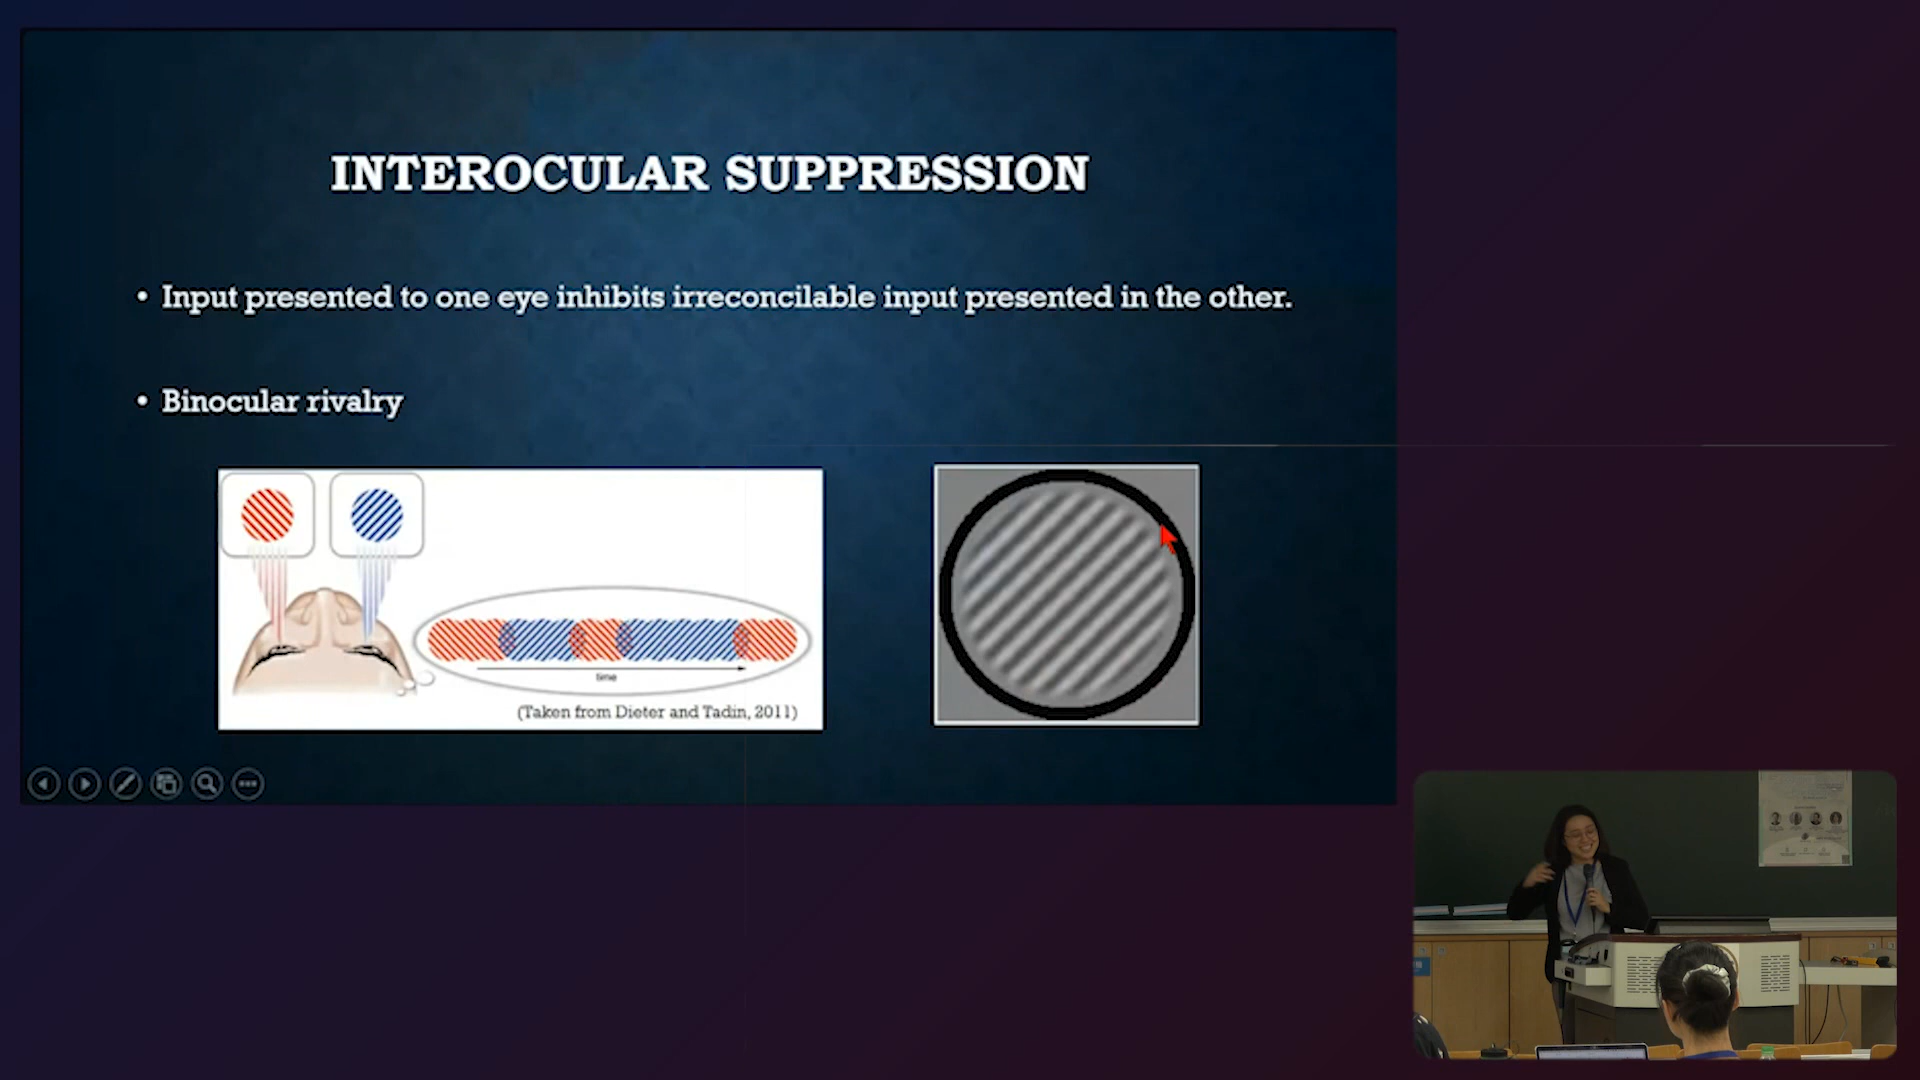 INTEROCULAR SUPPRESSION
• Input presented to one eye inhibits irreconcilable input presented in the other.
• Binocular rivalry
time
(Taken from Dieter and Tadin, 2011)